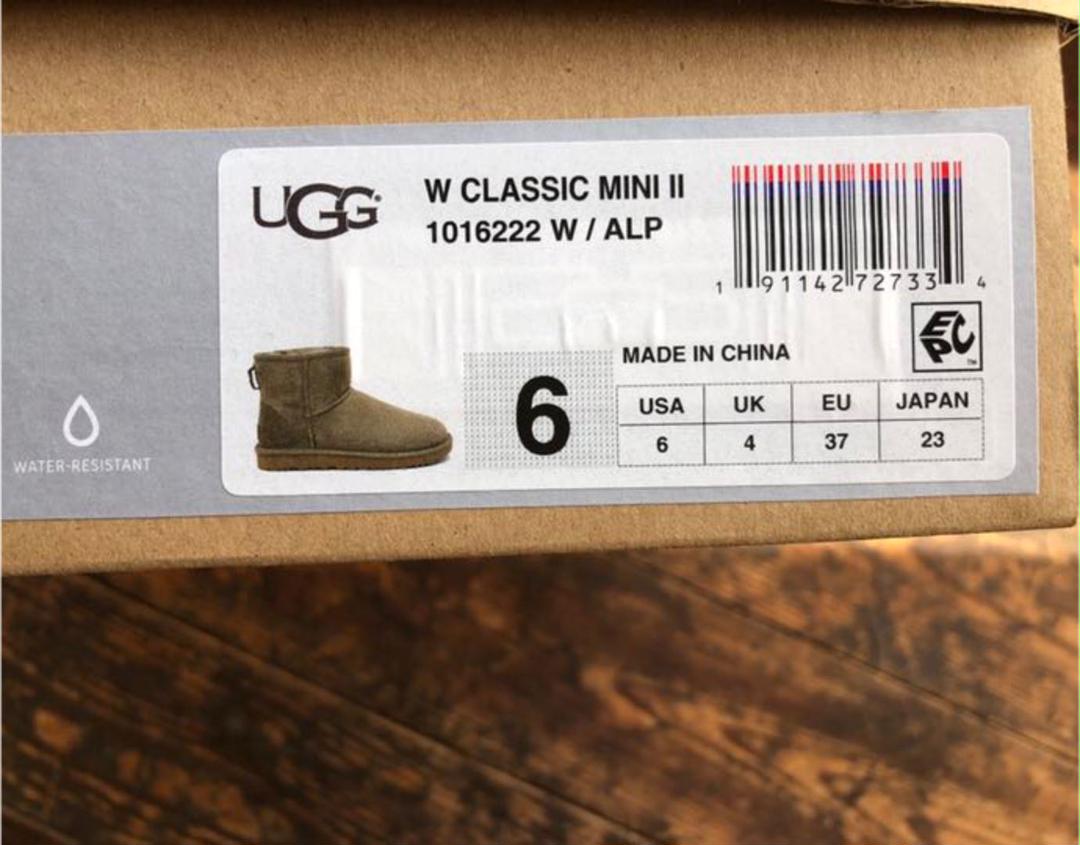 UGG®
W CLASSIC MINI II
1016222 W / ALP
1 91142 72733 4
EPC™
MADE IN CHINA
USA UK EU JAPAN
6 4 37 23
6
WATER-RESISTANT